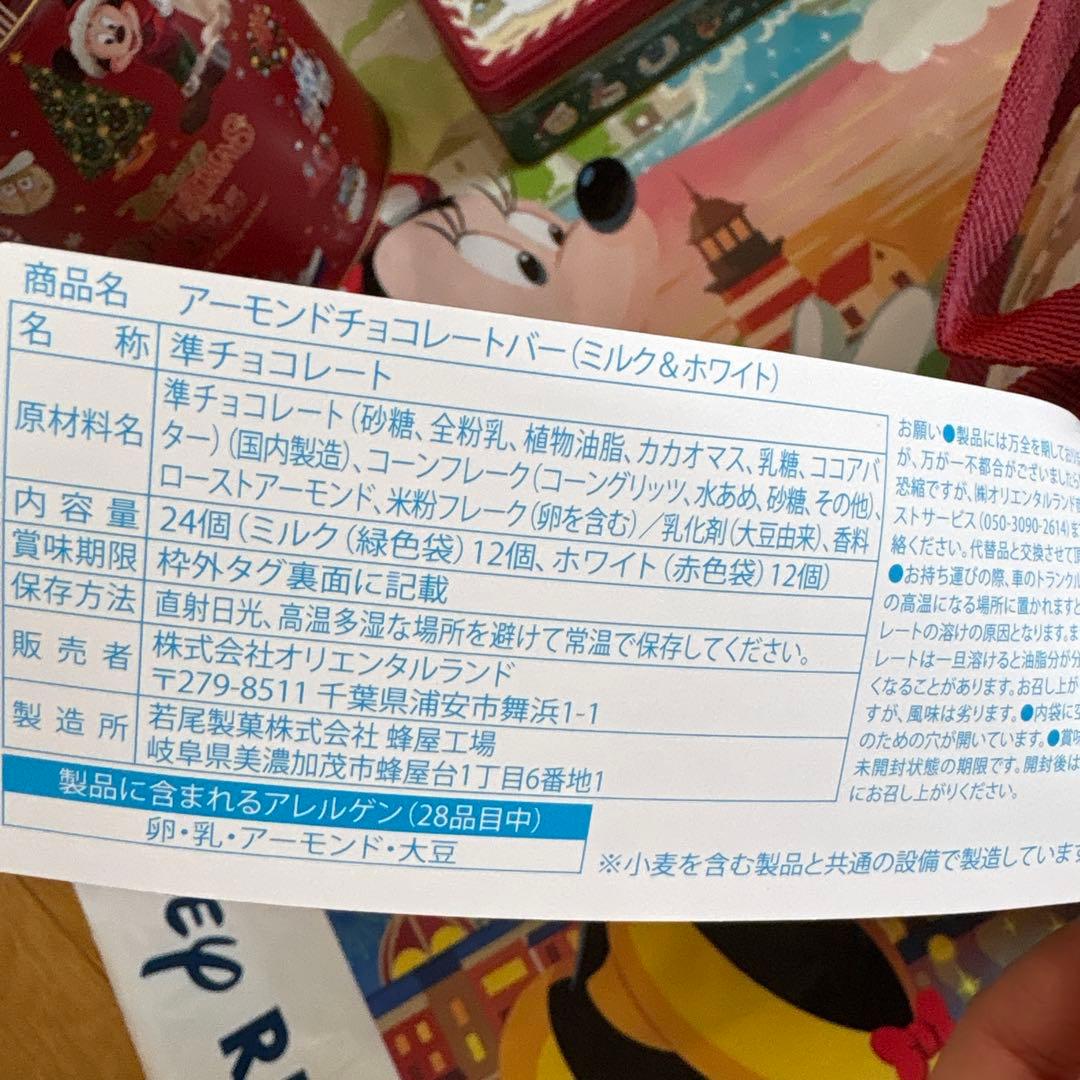 商品名 アーモンドチョコレートバー(ミルク&ホワイト)
名称 準チョコレート
原材料名 準チョコレート(砂糖、全粉乳、植物油脂、カカオマス、乳糖、ココアバ
ター)(国内製造)、コーンフレーク(コーングリッツ、水あめ、砂糖、その他)、
ローストアーモンド、米粉フレーク(卵を含む)/乳化剤(大豆由来)、香料
内容量 24個(ミルク(緑色袋)12個、ホワイト(赤色袋)12個)
賞味期限 枠外タグ裏面に記載
保存方法 直射日光、高温多湿な場所を避けて常温で保存してください。
販売者 株式会社オリエンタルランド
〒279-8511 千葉県浦安市舞浜1-1
製造所 若尾製菓株式会社 蜂屋工場
岐阜県美濃加茂市蜂屋台1丁目6番地1
製品に含まれるアレルゲン(28品目中)
卵・乳・アーモンド・大豆
お願い●製品には万全を期しており
が、万が一不都合がございましたら
恐縮ですが、㈱オリエンタルランド
ストサービス(050-3090-2614)ま
絡ください。代替品と交換させて頂
●お持ち運びの際、車のトランク
の高温になる場所に置かれますと
レートの溶けの原因となります。ま
レートは一旦溶けると油脂分が分
くなることがあります。お召し上が
すが、風味は劣ります。●内袋に空
のための穴が開いています。●賞味
未開封状態の期限です。開封後は
にお召し上がりください。
※小麦を含む製品と共通の設備で製造しています
EY R